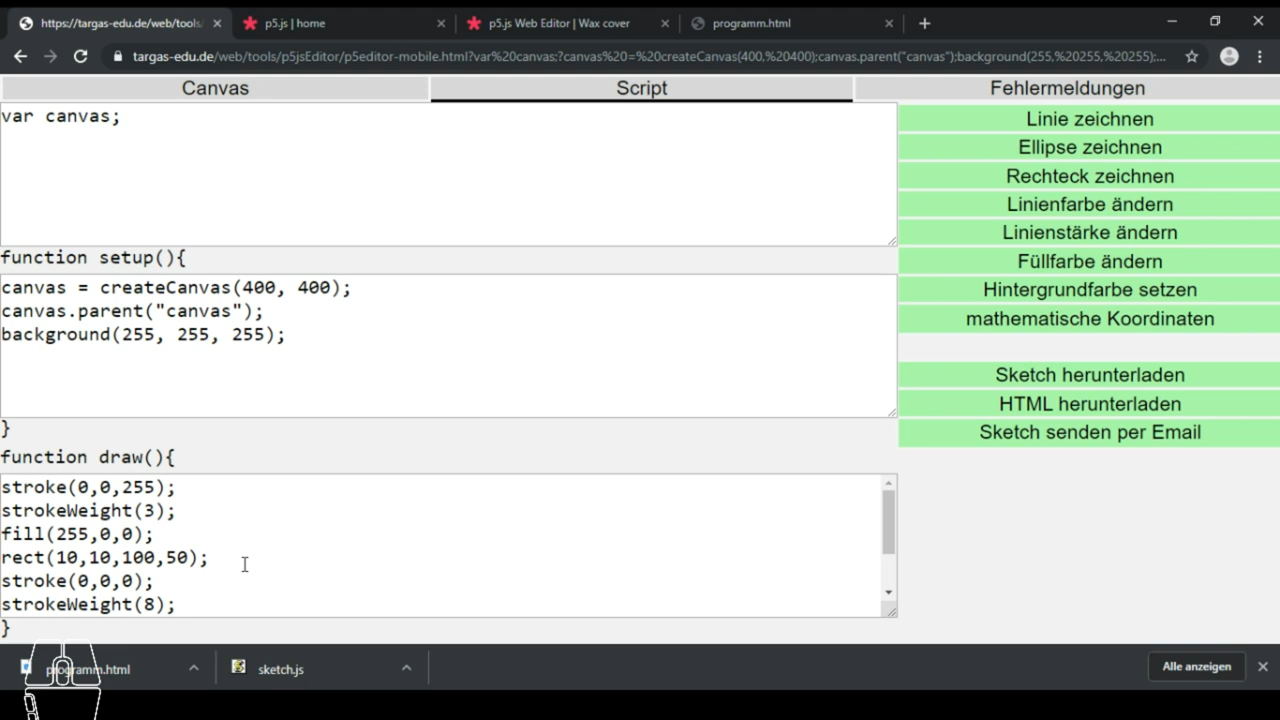 https://targas-edu.de/web/tools
p5.js | home
p5.js Web Editor | Wax cover
programm.html
targas-edu.de/web/tools/p5jsEditor/p5editor-mobile.html?var%20canvas;?canvas%20=%20createCanvas(400,%20400);canvas.parent("canvas");background(255,%20255,%20255);...
Canvas
Script
Fehlermeldungen
var canvas;
function setup(){
canvas = createCanvas(400, 400);
canvas.parent("canvas");
background(255, 255, 255);
}
function draw(){
stroke(0,0,255);
strokeWeight(3);
fill(255,0,0);
rect(10,10,100,50);
stroke(0,0,0);
strokeWeight(8);
}
Linie zeichnen
Ellipse zeichnen
Rechteck zeichnen
Linienfarbe ändern
Linienstärke ändern
Füllfarbe ändern
Hintergrundfarbe setzen
mathematische Koordinaten
Sketch herunterladen
HTML herunterladen
Sketch senden per Email
programm.html
sketch.js
Alle anzeigen